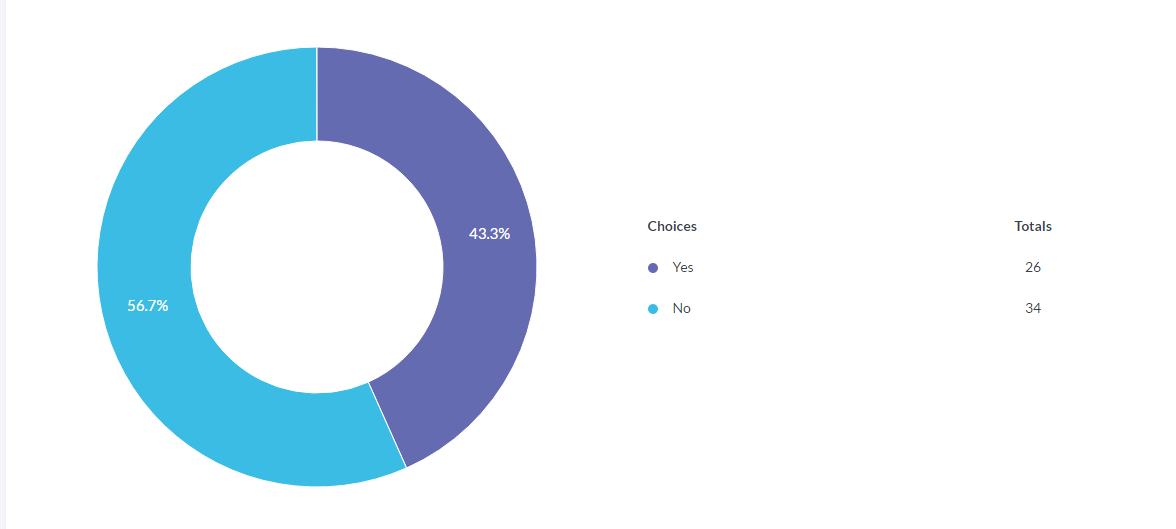 43.3%
56.7%
Choices Totals
Yes 26
No 34